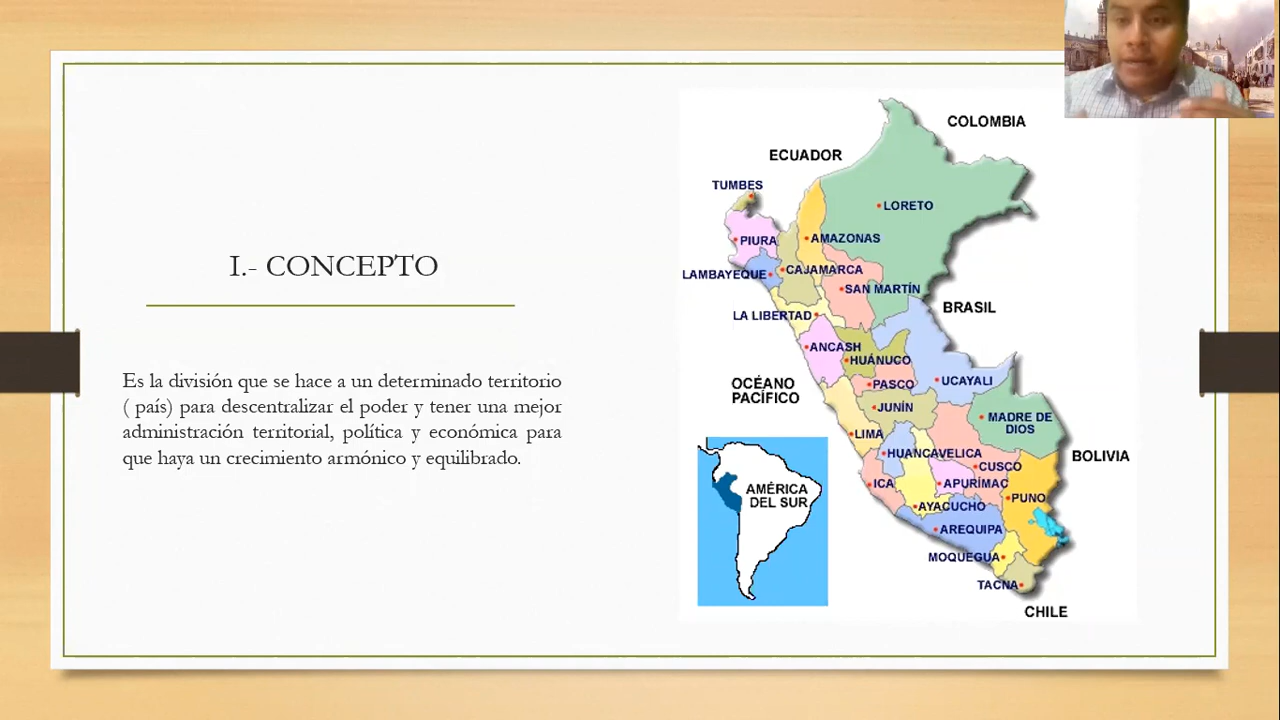 I.- CONCEPTO
Es la división que se hace a un determinado territorio
( país) para descentralizar el poder y tener una mejor
administración territorial, política y económica para
que haya un crecimiento armónico y equilibrado.
COLOMBIA
ECUADOR
TUMBES
LORETO
PIURA
AMAZONAS
CAJAMARCA
LAMBAYEQUE
SAN MARTÍN
BRASIL
LA LIBERTAD
ANCASH
HUÁNUCO
UCAYALI
PASCO
OCÉANO
PACÍFICO
JUNÍN
MADRE DE
DIOS
LIMA
HUANCAVELICA
BOLIVIA
CUSCO
ICA
APURÍMAC
PUNO
AYACUCHO
AREQUIPA
MOQUEGUA
TACNA
CHILE
AMÉRICA
DEL SUR